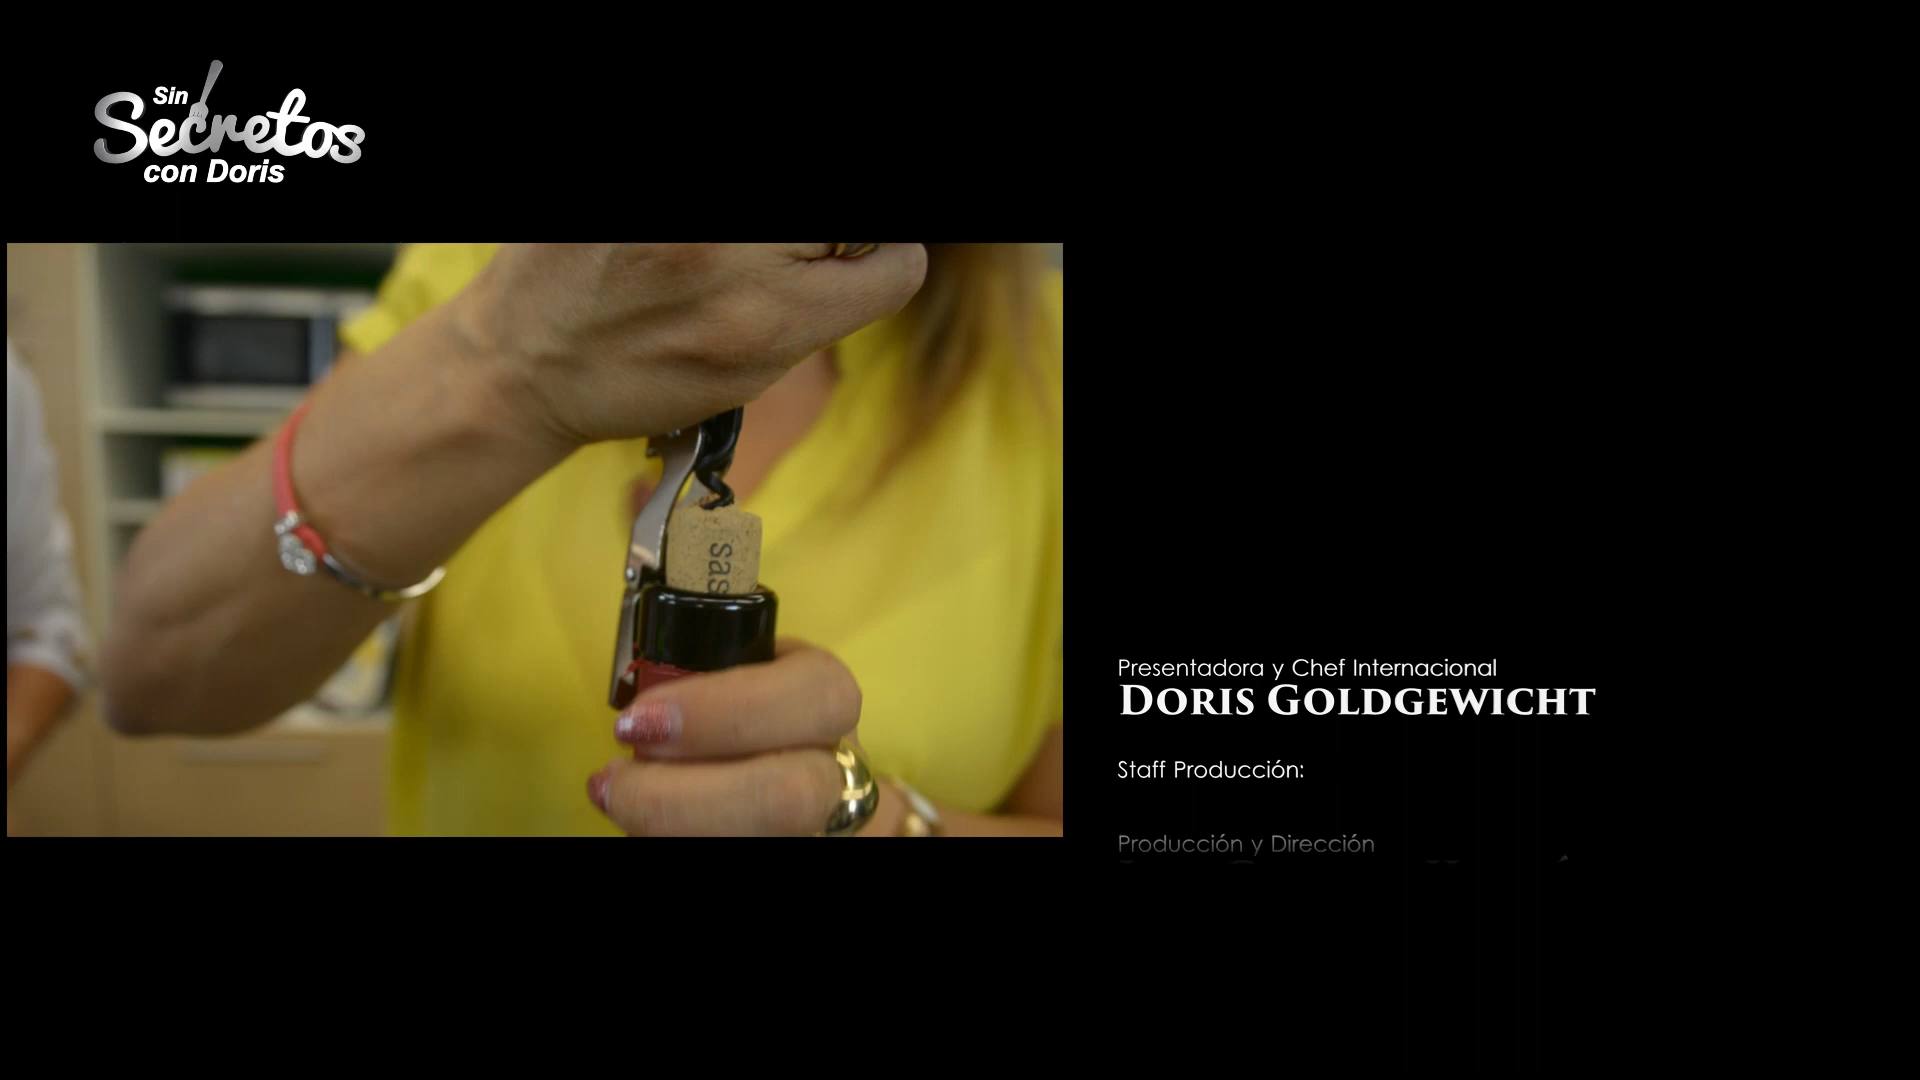 Sin
Secretos
con Doris
sas
Presentadora y Chef Internacional
DORIS GOLDGEWICHT
Staff Producción:
Producción y Dirección